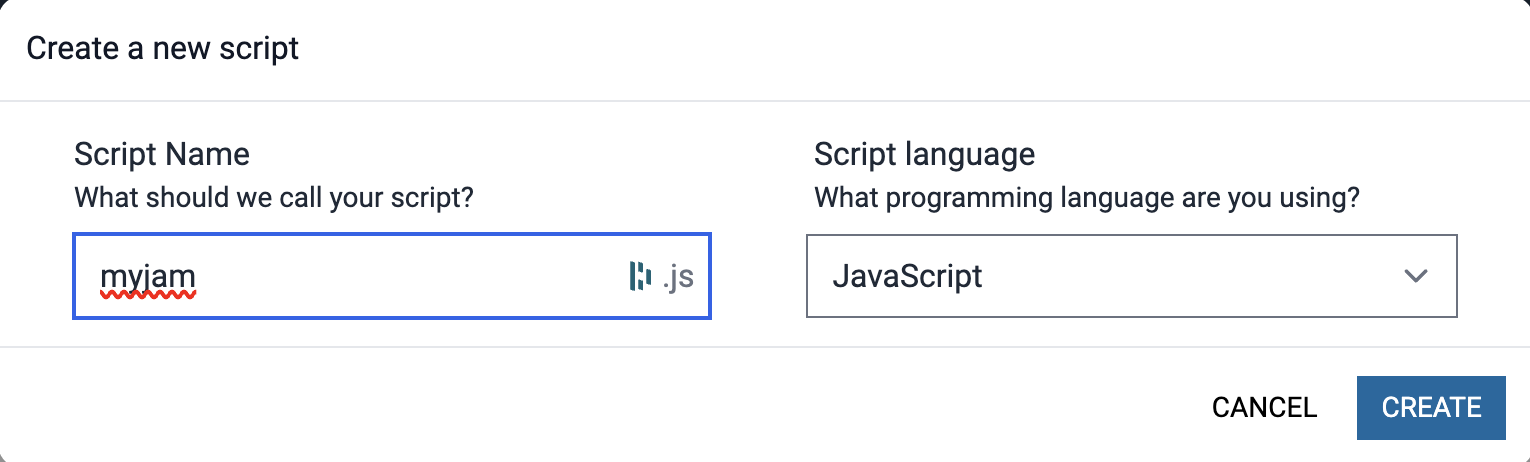 Create a new script
Script Name
What should we call your script?
myjam .js
Script language
What programming language are you using?
JavaScript
CANCEL CREATE